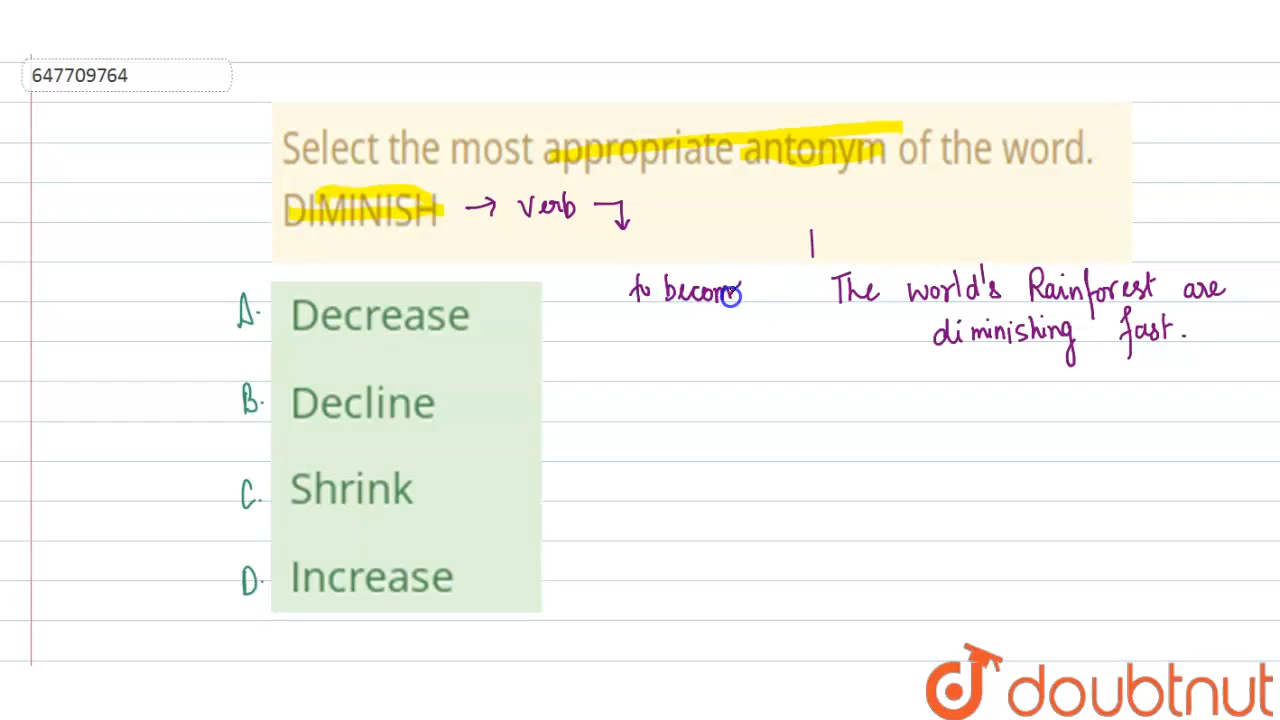 647709764
Select the most appropriate antonym of the word.
DIMINISH → verb
to become
The world's Rainforest are
diminishing fast.
A. Decrease
B. Decline
C. Shrink
D. Increase
doubtnut